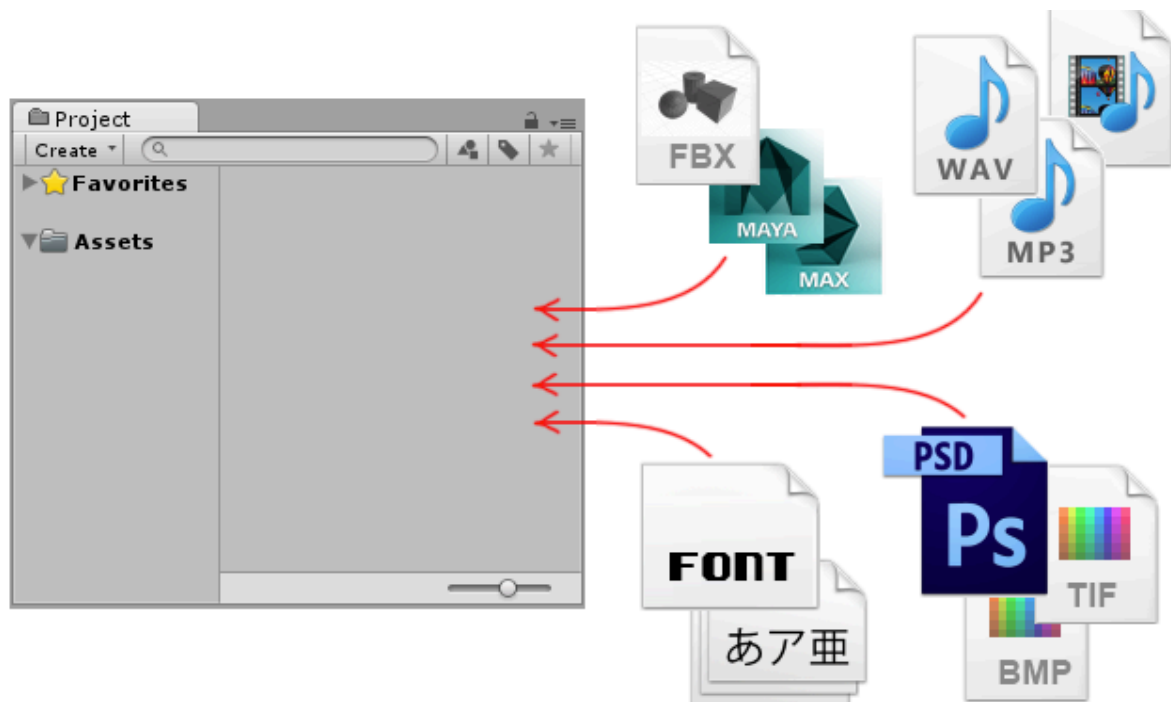 Project
Create
Favorites
Assets
FBX
MAYA
MAX
WAV
MP3
FONT
あア亜
PSD
Ps
TIF
BMP